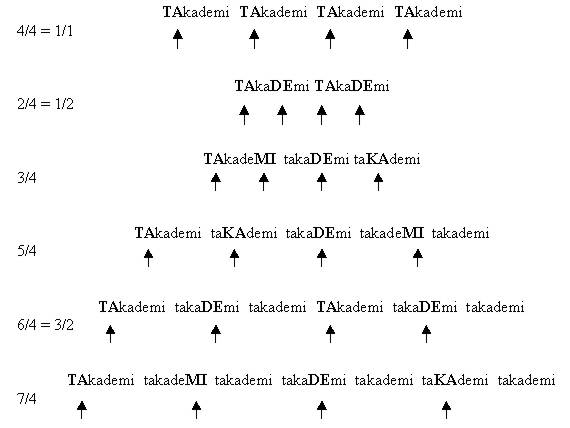 TAkademi TAkademi TAkademi TAkademi
4/4 = 1/1
TAkaDEmi TAkaDEmi
2/4 = 1/2
TAkadeMI takaDEmi taKAdemi
3/4
TAkademi taKAdemi takaDEmi takadeMI takademi
5/4
TAkademi takaDEmi takademi TAkademi takaDEmi takademi
6/4 = 3/2
TAkademi takadeMI takademi takaDEmi takademi taKAdemi takademi
7/4